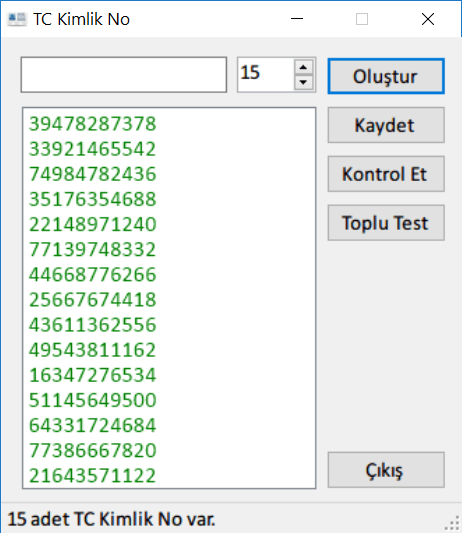 TC Kimlik No
15
Oluştur
39478287378
33921465542
74984782436
35176354688
22148971240
77139748332
44668776266
25667674418
43611362556
49543811162
16347276534
51145649500
64331724684
77386667820
21643571122
Kaydet
Kontrol Et
Toplu Test
Çıkış
15 adet TC Kimlik No var.